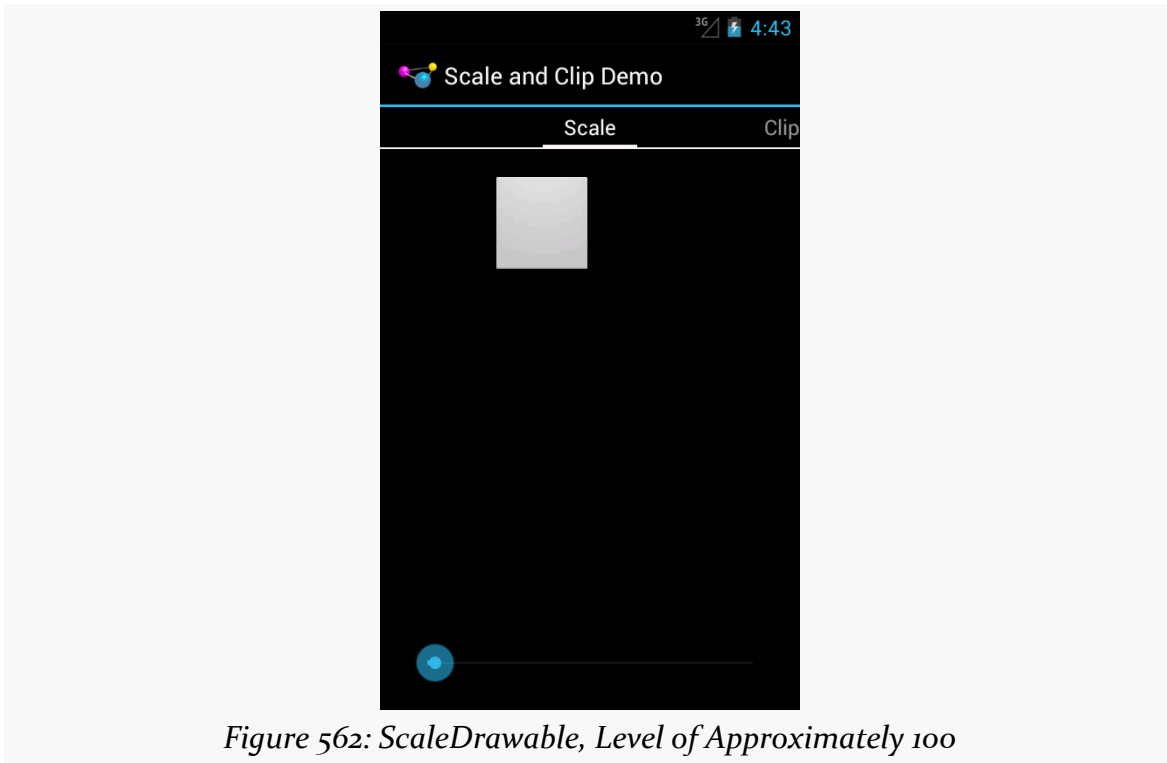 3G 4:43
Scale and Clip Demo
Scale Clip
Figure 562: ScaleDrawable, Level of Approximately 100